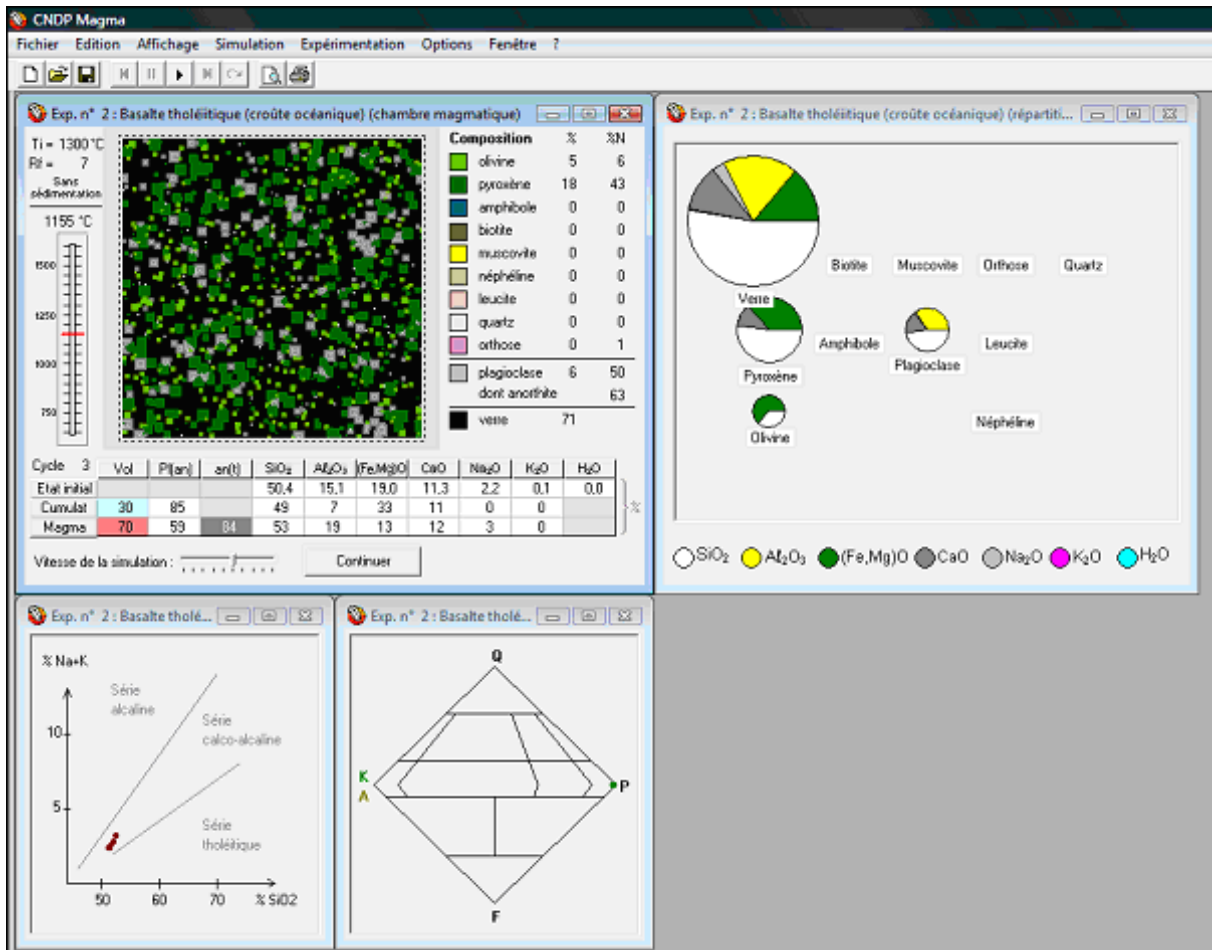 CNDP Magma
Fichier Edition Affichage Simulation Expérimentation Options Fenêtre ?
Exp. n° 2 : Basalte tholéiitique (croûte océanique) (chambre magmatique)
Ti = 1300 °C
Rf = 7
Sans
sédimentation
1155 °C
1500
1250
1000
750
Composition % %N
olivine 5 6
pyroxène 18 43
amphibole 0 0
biotite 0 0
muscovite 0 0
néphéline 0 0
leucite 0 0
quartz 0 0
orthose 0 1
plagioclase 6 50
dont anorthite 63
verre 71
Cycle 3 Vol Pl(an) an(t) SiO₂ Al₂O₃ (Fe,Mg)O CaO Na₂O K₂O H₂O
Etat initial 50.4 15.1 19.0 11.3 2.2 0.1 0.0
Cumulat 30 85 49 7 33 11 0 0
Magma 70 59 84 53 19 13 12 3 0
%
Vitesse de la simulation : Continuer
Exp. n° 2 : Basalte tholéiitique (croûte océanique) (répartiti...
Biotite Muscovite Orthose Quartz
Verre
Amphibole Leucite
Plagioclase
Pyroxène
Olivine
Néphéline
SiO₂ Al₂O₃ (Fe,Mg)O CaO Na₂O K₂O H₂O
Exp. n° 2 : Basalte tholé...
% Na+K
Série
alcaline
10
Série
calco-alcaline
5
Série
tholéitique
50 60 70 % SiO2
Exp. n° 2 : Basalte tholé...
Q
K
A
P
F